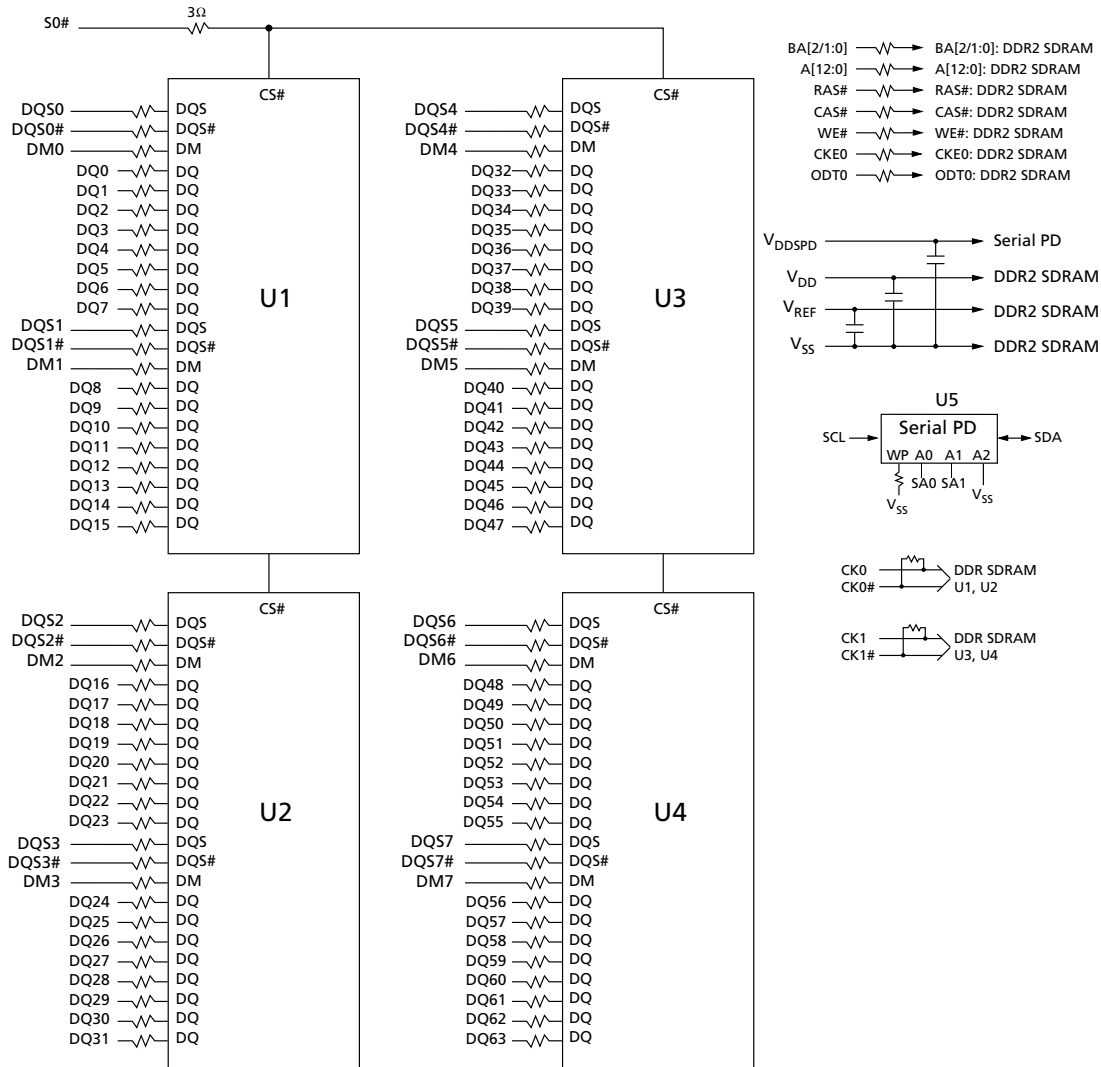 S0#
3Ω
CS#
DQS0 DQS
DQS0# DQS#
DM0 DM
DQ0 DQ
DQ1 DQ
DQ2 DQ
DQ3 DQ
DQ4 DQ
DQ5 DQ
DQ6 DQ
DQ7 DQ
U1
DQS1 DQS
DQS1# DQS#
DM1 DM
DQ8 DQ
DQ9 DQ
DQ10 DQ
DQ11 DQ
DQ12 DQ
DQ13 DQ
DQ14 DQ
DQ15 DQ
CS#
DQS2 DQS
DQS2# DQS#
DM2 DM
DQ16 DQ
DQ17 DQ
DQ18 DQ
DQ19 DQ
DQ20 DQ
DQ21 DQ
DQ22 DQ
DQ23 DQ
U2
DQS3 DQS
DQS3# DQS#
DM3 DM
DQ24 DQ
DQ25 DQ
DQ26 DQ
DQ27 DQ
DQ28 DQ
DQ29 DQ
DQ30 DQ
DQ31 DQ
CS#
DQS4 DQS
DQS4# DQS#
DM4 DM
DQ32 DQ
DQ33 DQ
DQ34 DQ
DQ35 DQ
DQ36 DQ
DQ37 DQ
DQ38 DQ
DQ39 DQ
U3
DQS5 DQS
DQS5# DQS#
DM5 DM
DQ40 DQ
DQ41 DQ
DQ42 DQ
DQ43 DQ
DQ44 DQ
DQ45 DQ
DQ46 DQ
DQ47 DQ
CS#
DQS6 DQS
DQS6# DQS#
DM6 DM
DQ48 DQ
DQ49 DQ
DQ50 DQ
DQ51 DQ
DQ52 DQ
DQ53 DQ
DQ54 DQ
DQ55 DQ
U4
DQS7 DQS
DQS7# DQS#
DM7 DM
DQ56 DQ
DQ57 DQ
DQ58 DQ
DQ59 DQ
DQ60 DQ
DQ61 DQ
DQ62 DQ
DQ63 DQ
BA[2/1:0] BA[2/1:0]: DDR2 SDRAM
A[12:0] A[12:0]: DDR2 SDRAM
RAS# RAS#: DDR2 SDRAM
CAS# CAS#: DDR2 SDRAM
WE# WE#: DDR2 SDRAM
CKE0 CKE0: DDR2 SDRAM
ODT0 ODT0: DDR2 SDRAM
VDDSPD Serial PD
VDD DDR2 SDRAM
VREF DDR2 SDRAM
VSS DDR2 SDRAM
U5
Serial PD
SCL SDA
WP A0 A1 A2
SA0 SA1
VSS VSS
CK0 DDR SDRAM
CK0# U1, U2
CK1 DDR SDRAM
CK1# U3, U4